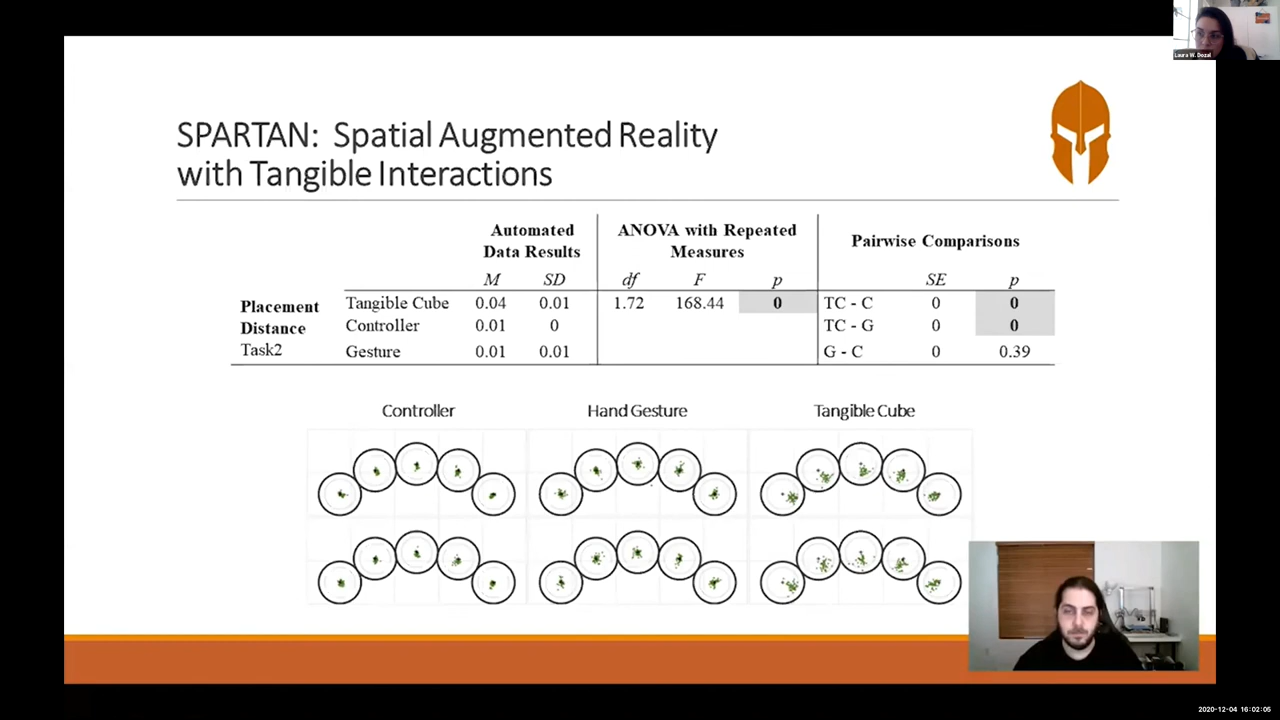 Laura W. Dozal
SPARTAN: Spatial Augmented Reality
with Tangible Interactions
Automated
Data Results
ANOVA with Repeated
Measures
Pairwise Comparisons
M SD df F p SE p
Placement
Distance
Task2
Tangible Cube 0.04 0.01 1.72 168.44 0 TC - C 0 0
Controller 0.01 0 TC - G 0 0
Gesture 0.01 0.01 G - C 0 0.39
Controller Hand Gesture Tangible Cube
2020-12-04 16:02:05